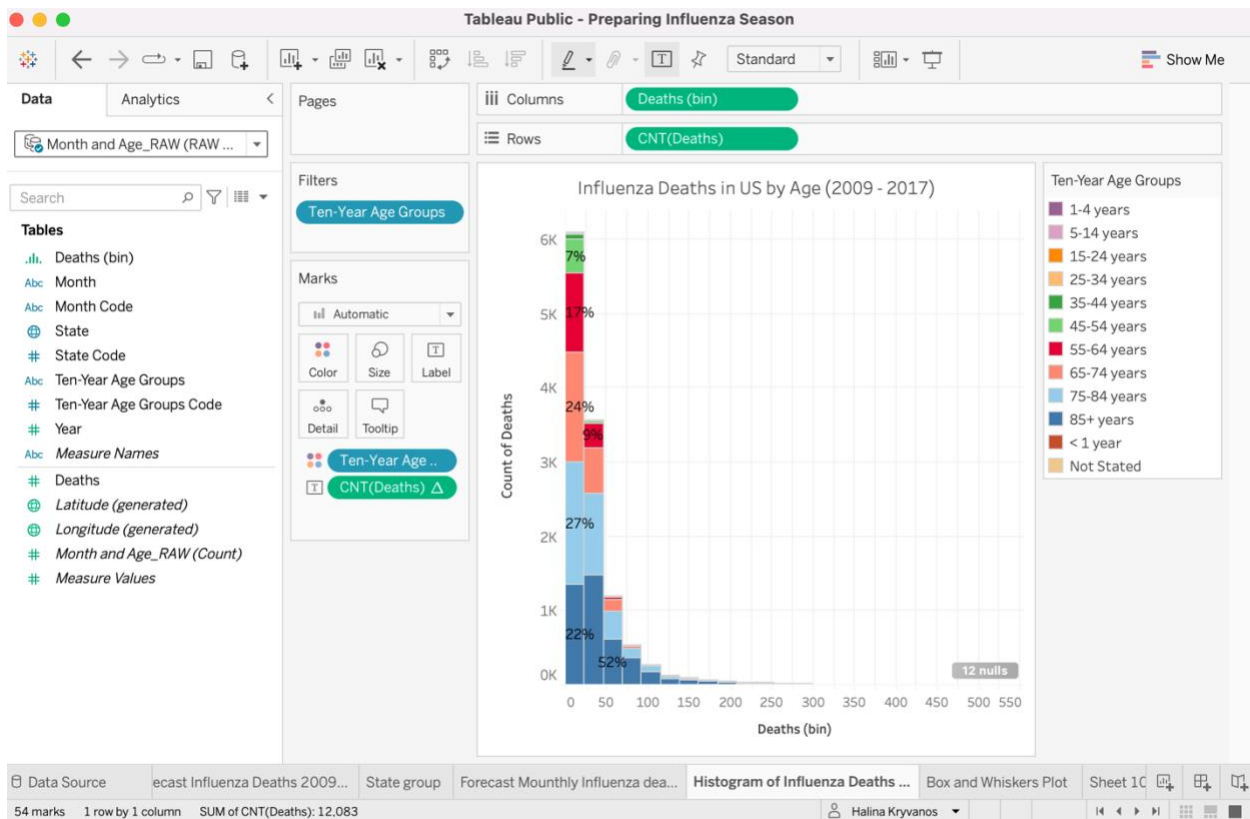 Tableau Public - Preparing Influenza Season
Standard
Show Me
Data
Analytics
Pages
iii Columns
Deaths (bin)
Rows
CNT(Deaths)
Month and Age_RAW (RAW ...
Search
Tables
Deaths (bin)
Abc Month
Abc Month Code
State
# State Code
Abc Ten-Year Age Groups
# Ten-Year Age Groups Code
# Year
Abc Measure Names
# Deaths
Latitude (generated)
Longitude (generated)
# Month and Age_RAW (Count)
# Measure Values
Filters
Ten-Year Age Groups
Marks
Automatic
Color
Size
Label
Detail
Tooltip
Ten-Year Age ..
CNT(Deaths) Δ
Influenza Deaths in US by Age (2009 - 2017)
6K
5K
4K
3K
2K
1K
0K
Count of Deaths
7%
17%
24%
9%
27%
22%
52%
12 nulls
0 50 100 150 200 250 300 350 400 450 500 550
Deaths (bin)
Ten-Year Age Groups
1-4 years
5-14 years
15-24 years
25-34 years
35-44 years
45-54 years
55-64 years
65-74 years
75-84 years
85+ years
< 1 year
Not Stated
Data Source
ecast Influenza Deaths 2009...
State group
Forecast Mounthly Influenza dea...
Histogram of Influenza Deaths ...
Box and Whiskers Plot
Sheet 10
54 marks 1 row by 1 column SUM of CNT(Deaths): 12,083
Halina Kryvanos